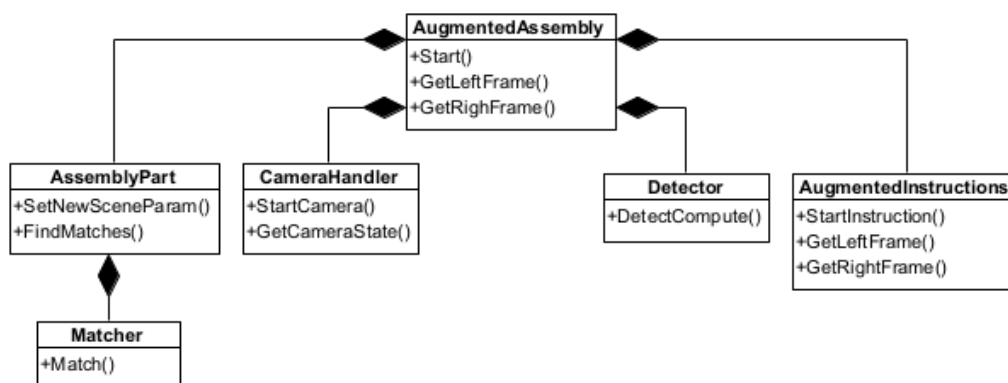 AugmentedAssembly
+Start()
+GetLeftFrame()
+GetRighFrame()
AssemblyPart
+SetNewSceneParam()
+FindMatches()
CameraHandler
+StartCamera()
+GetCameraState()
Detector
+DetectCompute()
AugmentedInstructions
+StartInstruction()
+GetLeftFrame()
+GetRightFrame()
Matcher
+Match()